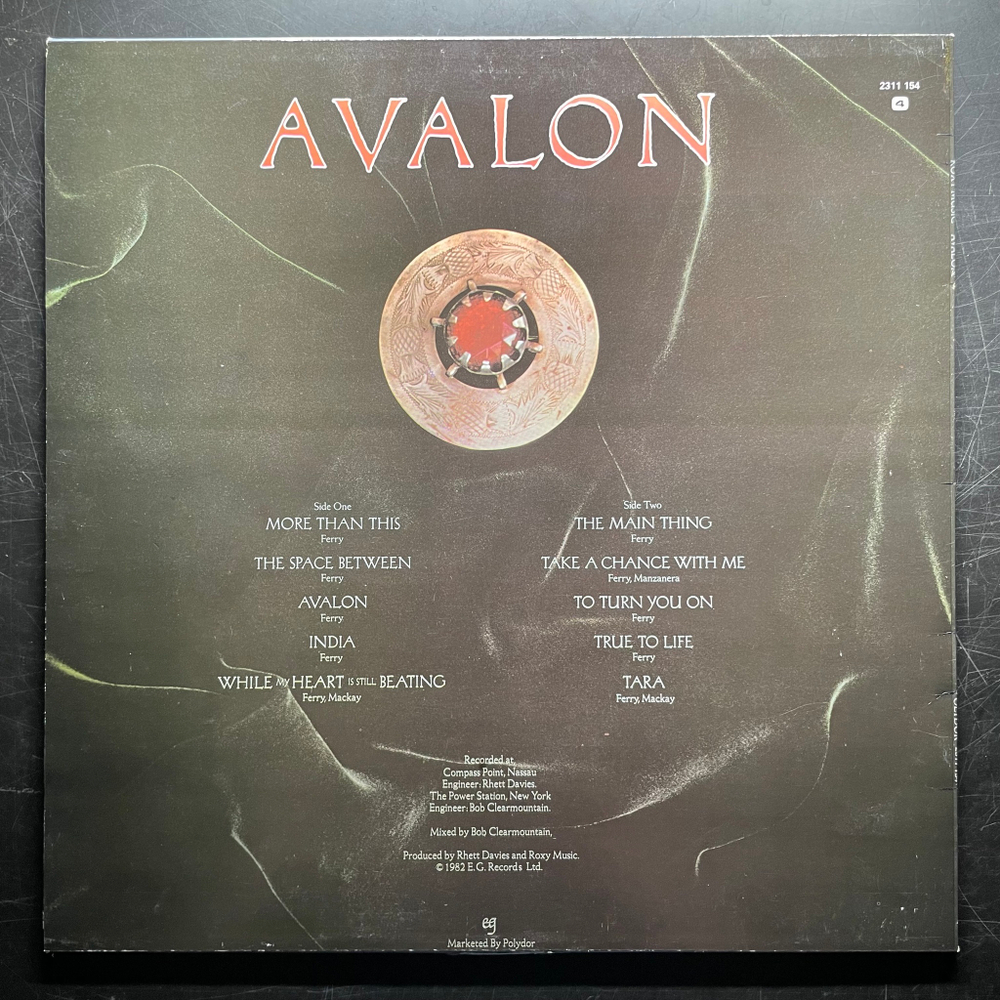 AVALON
2311 154
4
Side One
MORE THAN THIS
Ferry
THE SPACE BETWEEN
Ferry
AVALON
Ferry
INDIA
Ferry
WHILE MY HEART IS STILL BEATING
Ferry, Mackay
Side Two
THE MAIN THING
Ferry
TAKE A CHANCE WITH ME
Ferry, Manzanera
TO TURN YOU ON
Ferry
TRUE TO LIFE
Ferry
TARA
Ferry, Mackay
Recorded at
Compass Point, Nassau
Engineer: Rhett Davies.
The Power Station, New York
Engineer: Bob Clearmountain.
Mixed by Bob Clearmountain,
Produced by Rhett Davies and Roxy Music.
© 1982 E.G. Records Ltd.
eg
Marketed By Polydor